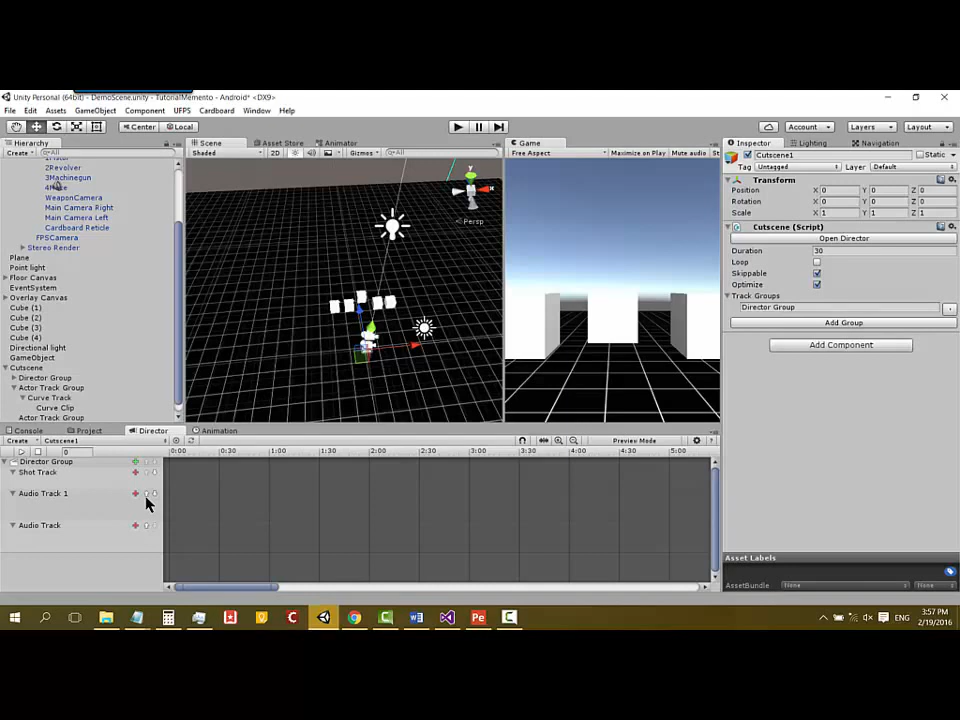 Unity Personal (64bit) - DemoScene.unity - TutorialMemento - Android* <DX9>
File Edit Assets GameObject Component UFPS Cardboard Window Help
Center Local Account Layers Layout
Hierarchy Scene Asset Store Animator Game Inspector Lighting Navigation
Create All Shaded 2D Gizmos All Free Aspect Maximize on Play Mute audio St
Cutscene1 Static
Tag Untagged Layer Default
2Revolver
3Machinegun
WeaponCamera
Main Camera Right
Main Camera Left
Cardboard Reticle
FPSCamera
Stereo Render
Plane
Point light
Floor Canvas
EventSystem
Overlay Canvas
Cube (1)
Cube (2)
Cube (3)
Cube (4)
Directional light
GameObject
Cutscene
Director Group
Actor Track Group
Curve Track
Curve Clip
Actor Track Group
y
x
Persp
Transform
Position X 0 Y 0 Z 0
Rotation X 0 Y 0 Z 0
Scale X 1 Y 1 Z 1
Cutscene (Script)
Open Director
Duration 30
Loop
Skippable
Optimize
Track Groups
Director Group
Add Group
Add Component
Console Project Director Animation
Create Cutscene1 Preview Mode
0 0:00 0:30 1:00 1:30 2:00 2:30 3:00 3:30 4:00 4:30 5:00
Director Group
Shot Track
Audio Track 1
Audio Track
Asset Labels
AssetBundle None None
ENG 3:57 PM
2/19/2016